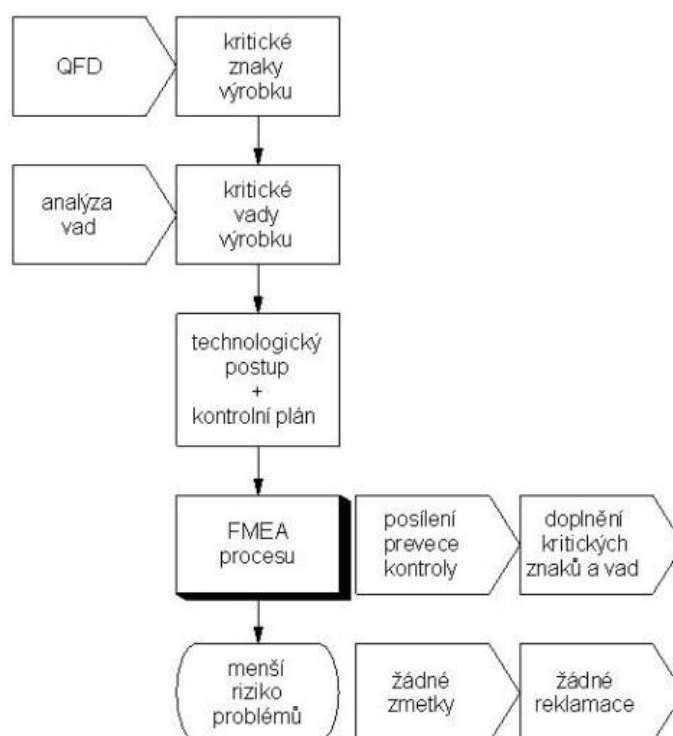 QFD
kritické
znaky
výrobku
analýza
vad
kritické
vady
výrobku
technologický
postup
+
kontrolní plán
FMEA
procesu
posílení
prevece
kontroly
doplnění
kritických
znaků a vad
menší
riziko
problémů
žádné
zmetky
žádné
reklamace